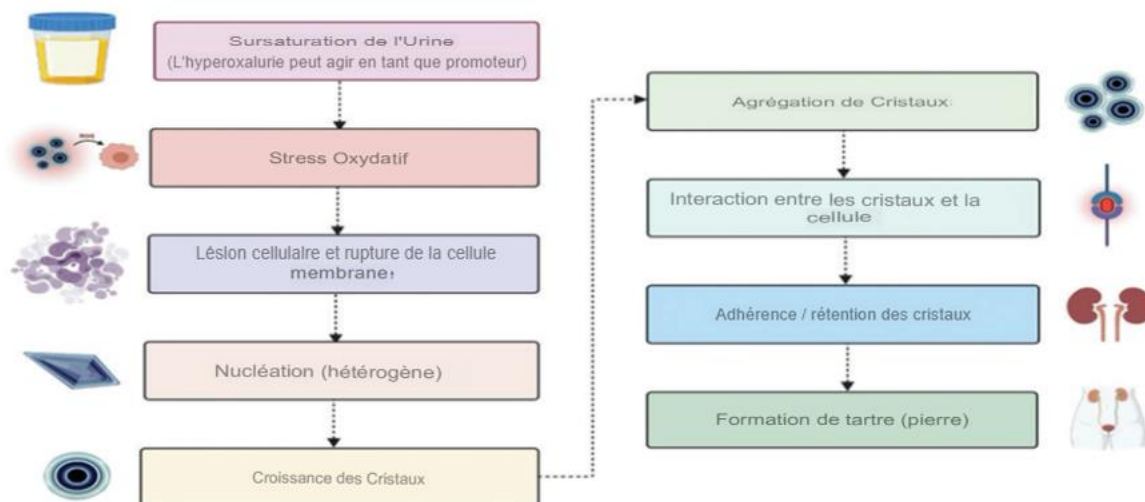 Sursaturation de l'Urine
(L'hyperoxalurie peut agir en tant que promoteur)
ROS
Stress Oxydatif
Lésion cellulaire et rupture de la cellule
membrane
Nucléation (hétérogène)
Croissance des Cristaux
Agrégation de Cristaux
Interaction entre les cristaux et la
cellule
Adhérence / rétention des cristaux
Formation de tartre (pierre)